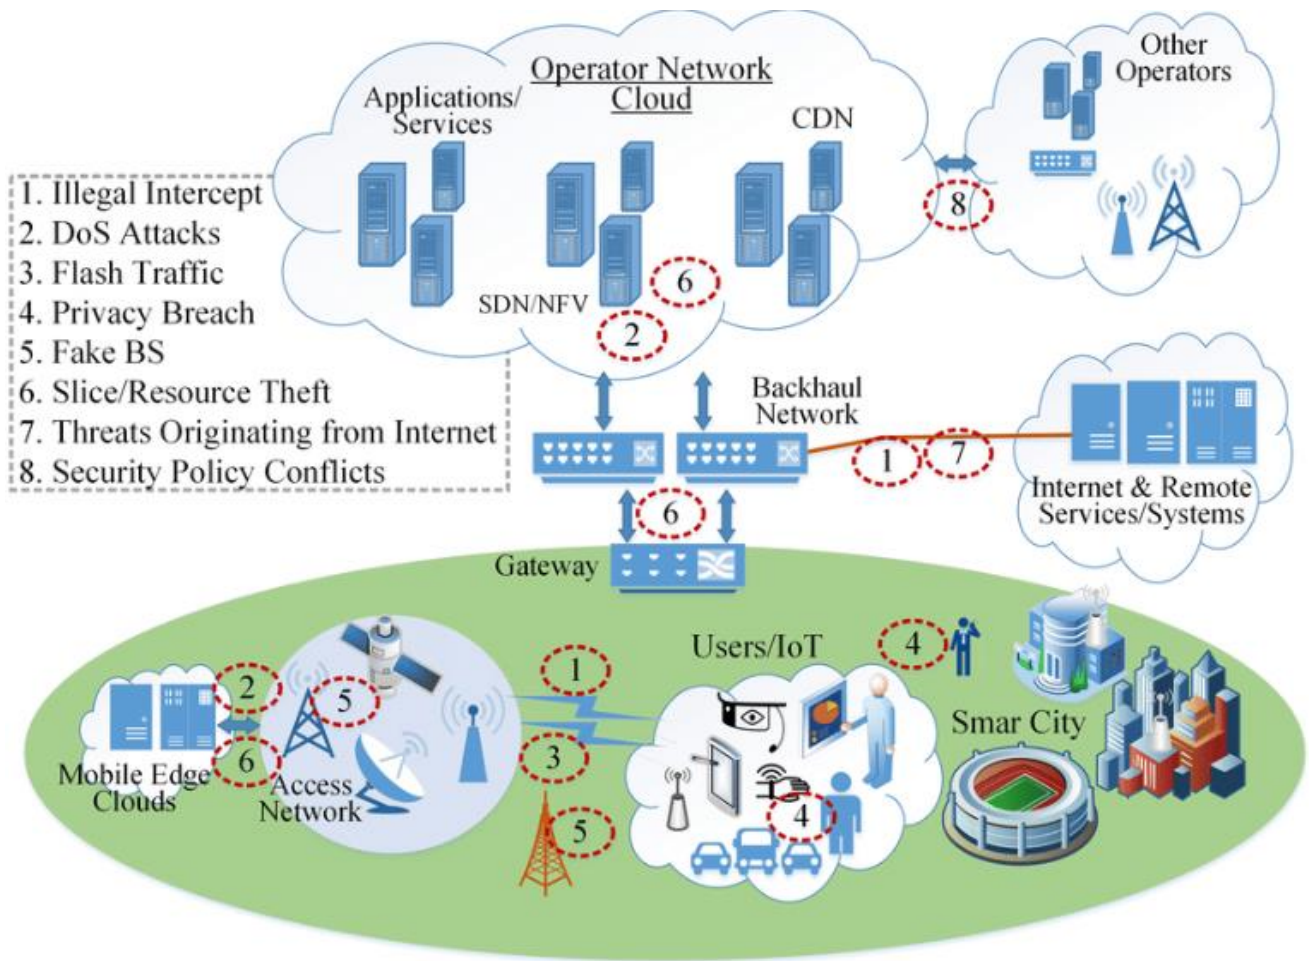 Operator Network
Cloud
Applications/
Services
CDN
SDN/NFV
6
2
8
Other
Operators
1. Illegal Intercept
2. DoS Attacks
3. Flash Traffic
4. Privacy Breach
5. Fake BS
6. Slice/Resource Theft
7. Threats Originating from Internet
8. Security Policy Conflicts
Backhaul
Network
1
7
Internet & Remote
Services/Systems
6
Gateway
Users/IoT
4
4
Smar City
1
3
5
2
5
6
Mobile Edge
Clouds
Access
Network